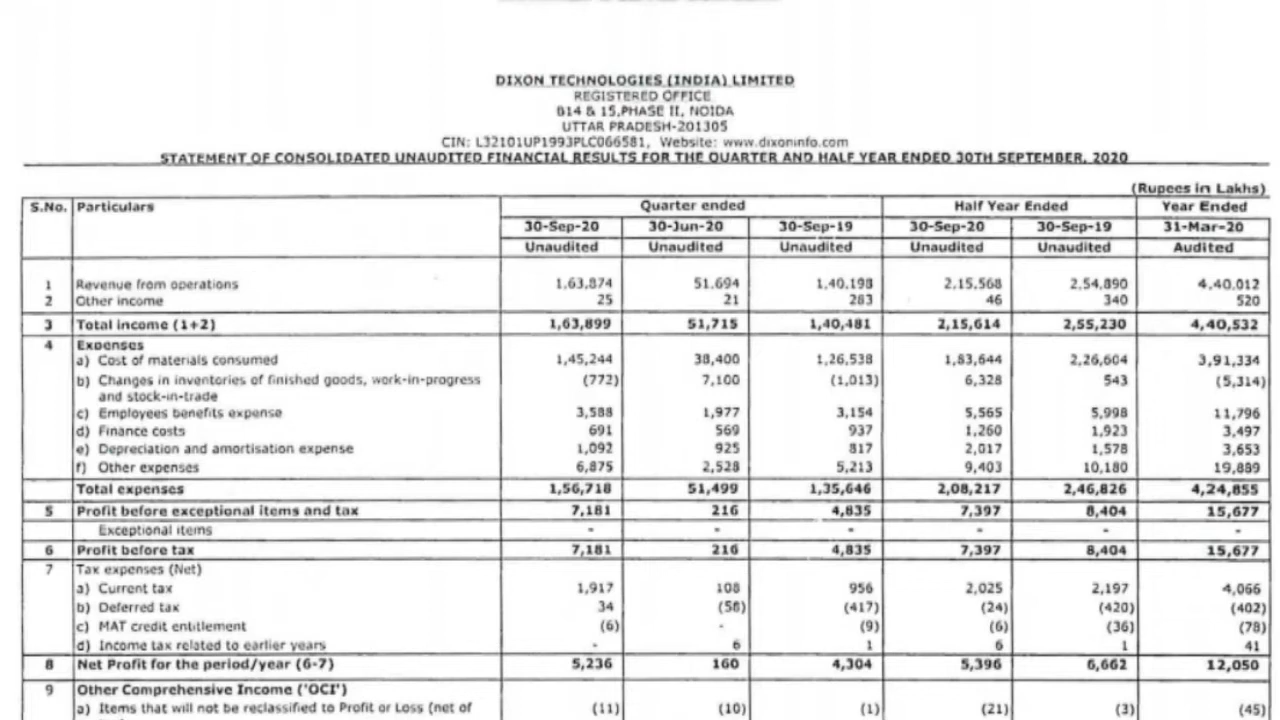 DIXON TECHNOLOGIES (INDIA) LIMITED
REGISTERED OFFICE
B14 & 15,PHASE II, NOIDA
UTTAR PRADESH-201305
CIN: L32101UP1993PLC066581, Website: www.dixoninfo.com
STATEMENT OF CONSOLIDATED UNAUDITED FINANCIAL RESULTS FOR THE QUARTER AND HALF YEAR ENDED 30TH SEPTEMBER, 2020
(Rupees in Lakhs)
S.No. Particulars Quarter ended Half Year Ended Year Ended
30-Sep-20 30-Jun-20 30-Sep-19 30-Sep-20 30-Sep-19 31-Mar-20
Unaudited Unaudited Unaudited Unaudited Unaudited Audited
1 Revenue from operations 1,63,874 51,694 1,40,198 2,15,568 2,54,890 4,40,012
2 Other income 25 21 283 46 340 520
3 Total income (1+2) 1,63,899 51,715 1,40,481 2,15,614 2,55,230 4,40,532
4 Expenses
a) Cost of materials consumed 1,45,244 38,400 1,26,538 1,83,644 2,26,604 3,91,334
b) Changes in inventories of finished goods, work-in-progress (772) 7,100 (1,013) 6,328 543 (5,314)
and stock-in-trade
c) Employees benefits expense 3,588 1,977 3,154 5,565 5,998 11,796
d) Finance costs 691 569 937 1,260 1,923 3,497
e) Depreciation and amortisation expense 1,092 925 817 2,017 1,578 3,653
f) Other expenses 6,875 2,528 5,213 9,403 10,180 19,889
Total expenses 1,56,718 51,499 1,35,646 2,08,217 2,46,826 4,24,855
5 Profit before exceptional items and tax 7,181 216 4,835 7,397 8,404 15,677
Exceptional items - - - - - -
6 Profit before tax 7,181 216 4,835 7,397 8,404 15,677
7 Tax expenses (Net)
a) Current tax 1,917 108 956 2,025 2,197 4,066
b) Deferred tax 34 (58) (417) (24) (420) (402)
c) MAT credit entitlement (6) - (9) (6) (36) (78)
d) Income tax related to earlier years - 6 1 6 1 41
8 Net Profit for the period/year (6-7) 5,236 160 4,304 5,396 6,662 12,050
9 Other Comprehensive Income ('OCI')
a) Items that will not be reclassified to Profit or Loss (net of (11) (10) (1) (21) (3) (45)